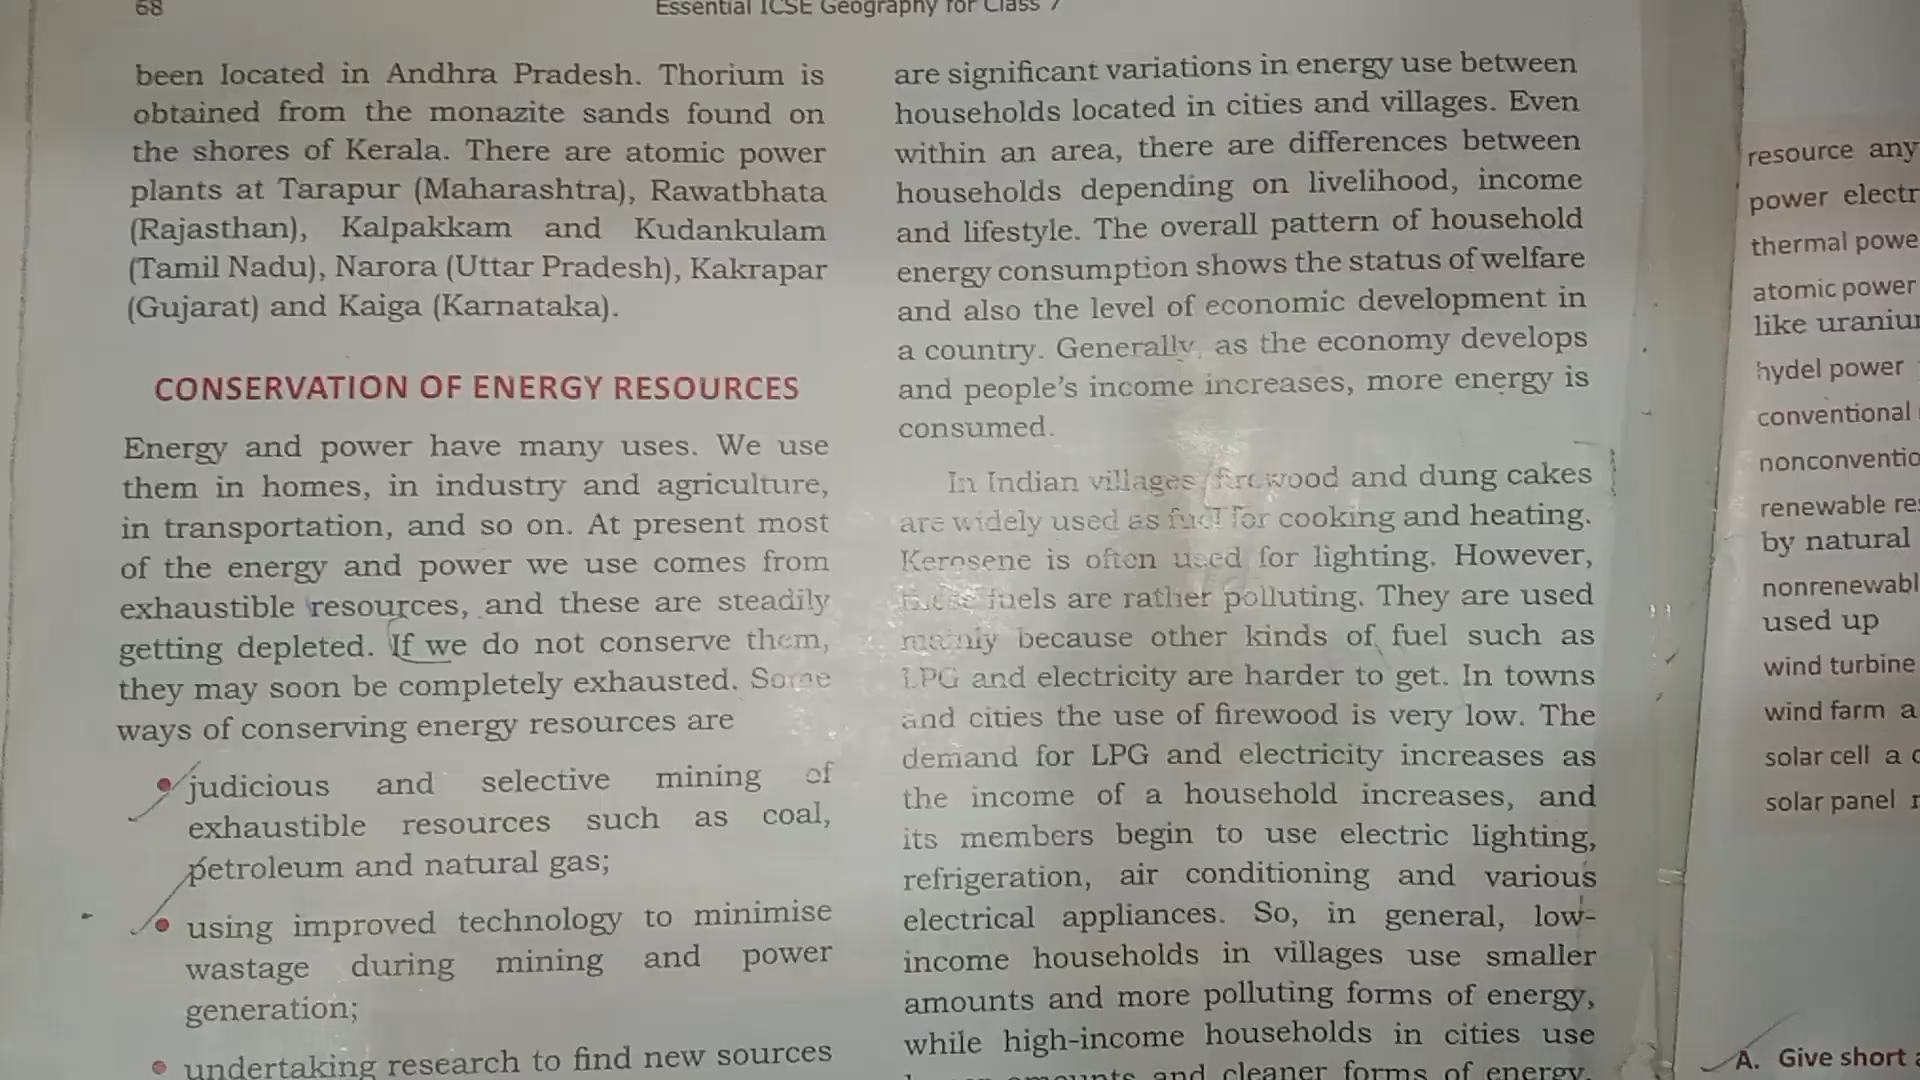 68
Essential ICSE Geography for Class 7
been located in Andhra Pradesh. Thorium is
obtained from the monazite sands found on
the shores of Kerala. There are atomic power
plants at Tarapur (Maharashtra), Rawatbhata
(Rajasthan), Kalpakkam and Kudankulam
(Tamil Nadu), Narora (Uttar Pradesh), Kakrapar
(Gujarat) and Kaiga (Karnataka).
CONSERVATION OF ENERGY RESOURCES
Energy and power have many uses. We use
them in homes, in industry and agriculture,
in transportation, and so on. At present most
of the energy and power we use comes from
exhaustible resources, and these are steadily
getting depleted. If we do not conserve them,
they may soon be completely exhausted. Some
ways of conserving energy resources are
• judicious and selective mining of
exhaustible resources such as coal,
petroleum and natural gas;
• using improved technology to minimise
wastage during mining and power
generation;
• undertaking research to find new sources
are significant variations in energy use between
households located in cities and villages. Even
within an area, there are differences between
households depending on livelihood, income
and lifestyle. The overall pattern of household
energy consumption shows the status of welfare
and also the level of economic development in
a country. Generally, as the economy develops
and people's income increases, more energy is
consumed.
In Indian villages firewood and dung cakes
are widely used as fuel for cooking and heating.
Kerosene is often used for lighting. However,
these fuels are rather polluting. They are used
mainly because other kinds of fuel such as
LPG and electricity are harder to get. In towns
and cities the use of firewood is very low. The
demand for LPG and electricity increases as
the income of a household increases, and
its members begin to use electric lighting,
refrigeration, air conditioning and various
electrical appliances. So, in general, low-
income households in villages use smaller
amounts and more polluting forms of energy,
while high-income households in cities use
amounts and cleaner forms of energy.
resource any
power electr
thermal powe
atomic power
like uraniu
hydel power
conventional
nonconventio
renewable re
by natural
nonrenewabl
used up
wind turbine
wind farm a
solar cell a
solar panel
A. Give short